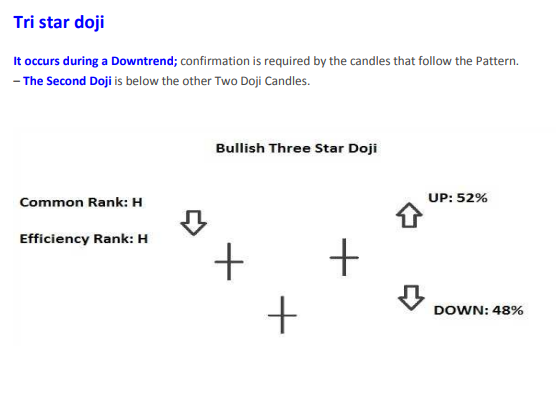 Tri star doji
It occurs during a Downtrend; confirmation is required by the candles that follow the Pattern.
– The Second Doji is below the other Two Doji Candles.
Bullish Three Star Doji
Common Rank: H
UP: 52%
Efficiency Rank: H
DOWN: 48%